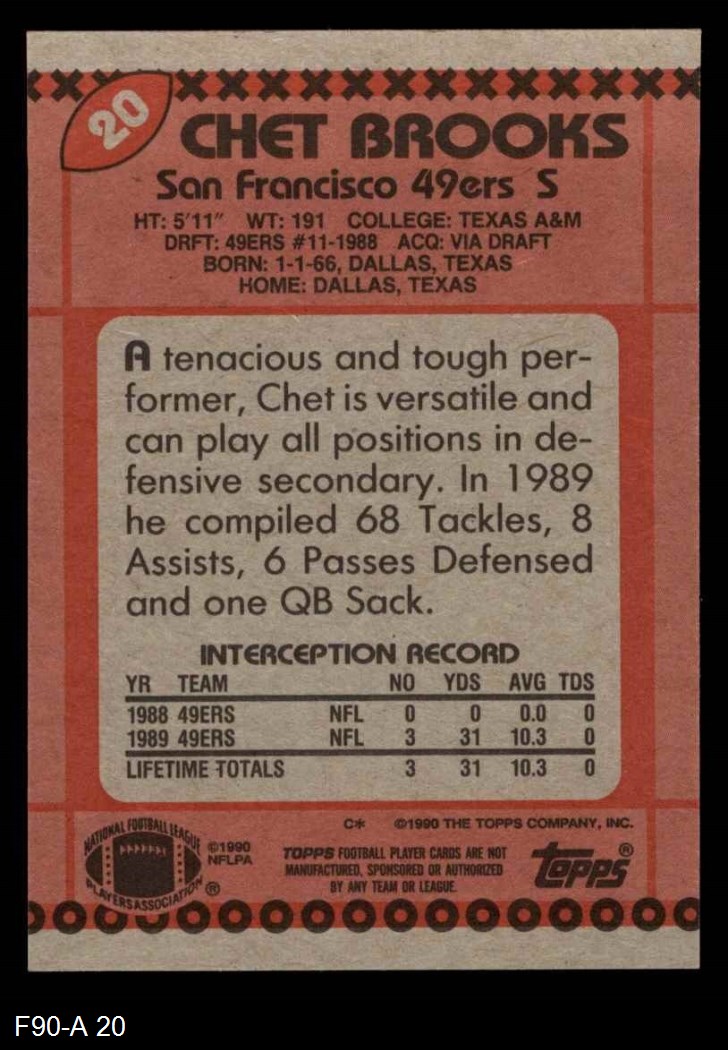 20
CHET BROOKS
San Francisco 49ers S
HT: 5'11" WT: 191 COLLEGE: TEXAS A&M
DRFT: 49ERS #11-1988 ACQ: VIA DRAFT
BORN: 1-1-66, DALLAS, TEXAS
HOME: DALLAS, TEXAS
A tenacious and tough per-
former, Chet is versatile and
can play all positions in de-
fensive secondary. In 1989
he compiled 68 Tackles, 8
Assists, 6 Passes Defensed
and one QB Sack.
INTERCEPTION RECORD
YR TEAM NO YDS AVG TDS
1988 49ERS NFL 0 0 0.0 0
1989 49ERS NFL 3 31 10.3 0
LIFETIME TOTALS 3 31 10.3 0
C* ©1990 THE TOPPS COMPANY, INC.
NATIONAL FOOTBALL LEAGUE
PLAYERS ASSOCIATION ®
©1990
NFLPA
TOPPS FOOTBALL PLAYER CARDS ARE NOT
MANUFACTURED, SPONSORED OR AUTHORIZED
BY ANY TEAM OR LEAGUE.
topps ®
F90-A 20